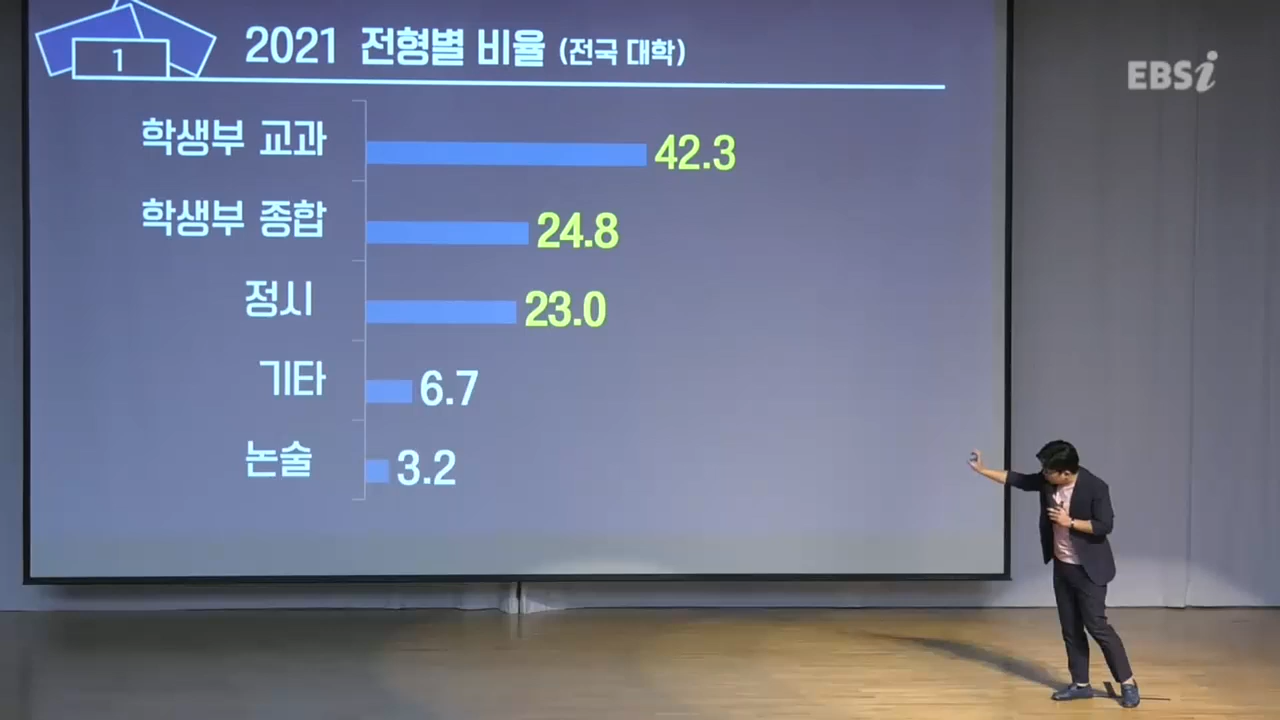 1
2021 전형별 비율 (전국 대학)
EBSi
학생부 교과 42.3
학생부 종합 24.8
정시 23.0
기타 6.7
논술 3.2